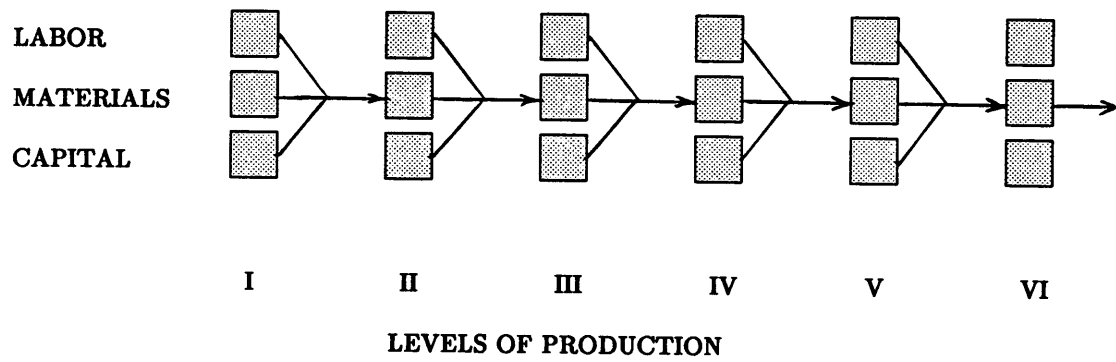 LABOR
MATERIALS
CAPITAL
I II III IV V VI
LEVELS OF PRODUCTION